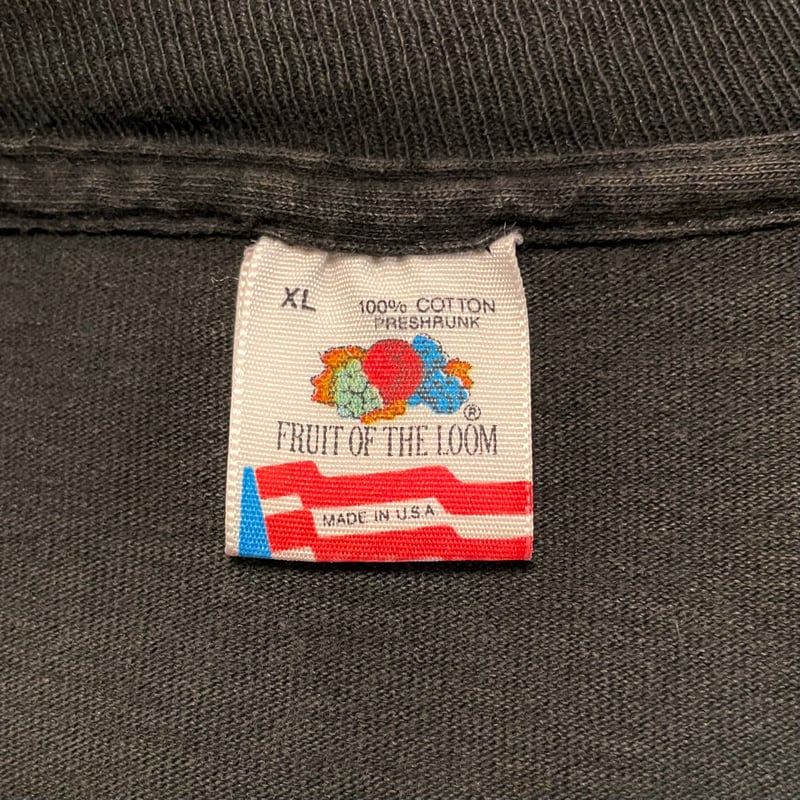 XL
100% COTTON
PRESHRUNK
®
FRUIT OF THE LOOM
MADE IN U.S.A